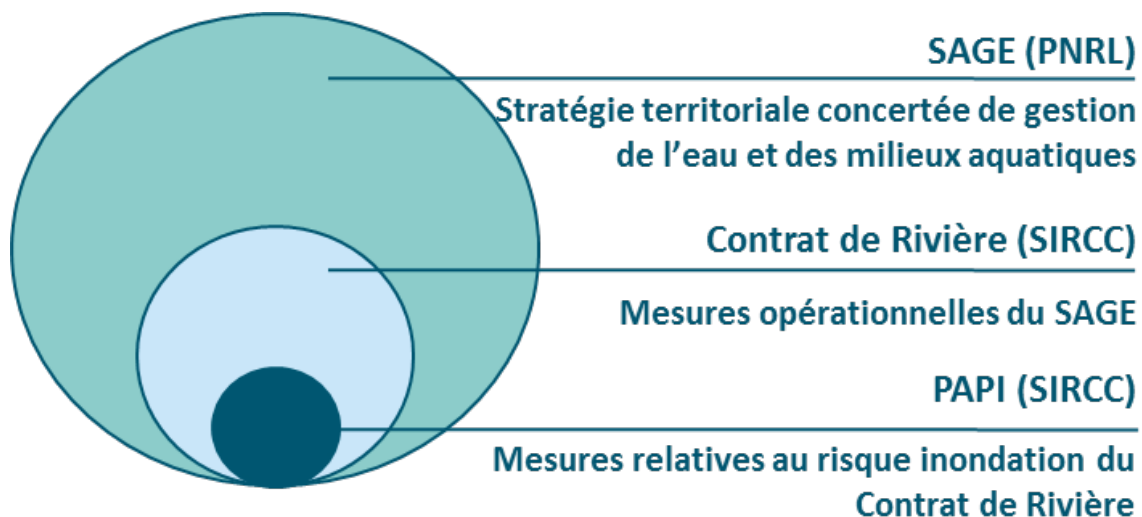 SAGE (PNRL)
Stratégie territoriale concertée de gestion
de l’eau et des milieux aquatiques
Contrat de Rivière (SIRCC)
Mesures opérationnelles du SAGE
PAPI (SIRCC)
Mesures relatives au risque inondation du
Contrat de Rivière